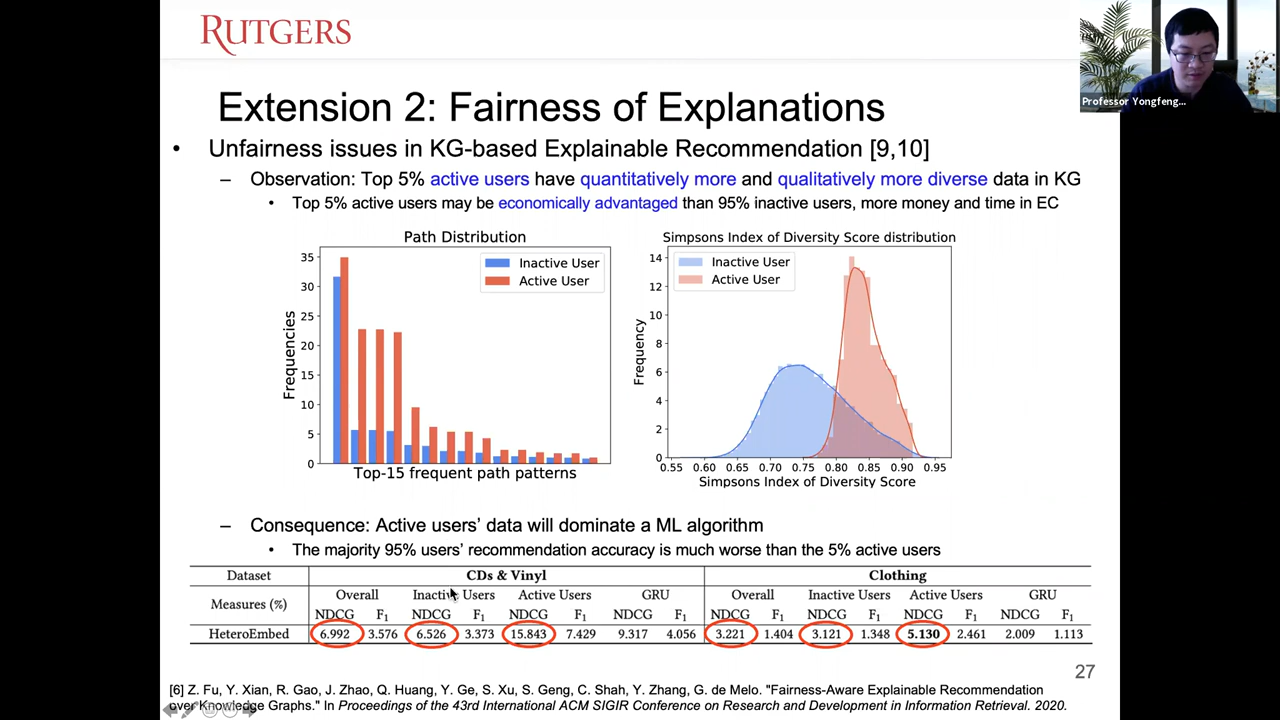 RUTGERS
Professor Yongfeng...
Extension 2: Fairness of Explanations
• Unfairness issues in KG-based Explainable Recommendation [9,10]
– Observation: Top 5% active users have quantitatively more and qualitatively more diverse data in KG
• Top 5% active users may be economically advantaged than 95% inactive users, more money and time in EC
Path Distribution
Inactive User
Active User
Frequencies
35
30
25
20
15
10
5
0
Top-15 frequent path patterns
Simpsons Index of Diversity Score distribution
Inactive User
Active User
Frequency
14
12
10
8
6
4
2
0
0.55 0.60 0.65 0.70 0.75 0.80 0.85 0.90 0.95
Simpsons Index of Diversity Score
– Consequence: Active users' data will dominate a ML algorithm
• The majority 95% users' recommendation accuracy is much worse than the 5% active users
Dataset CDs & Vinyl Clothing
Measures (%) Overall Inactive Users Active Users GRU Overall Inactive Users Active Users GRU
NDCG F1 NDCG F1 NDCG F1 NDCG F1 NDCG F1 NDCG F1 NDCG F1 NDCG F1
HeteroEmbed 6.992 3.576 6.526 3.373 15.843 7.429 9.317 4.056 3.221 1.404 3.121 1.348 5.130 2.461 2.009 1.113
27
[6] Z. Fu, Y. Xian, R. Gao, J. Zhao, Q. Huang, Y. Ge, S. Xu, S. Geng, C. Shah, Y. Zhang, G. de Melo. "Fairness-Aware Explainable Recommendation
over Knowledge Graphs." In Proceedings of the 43rd International ACM SIGIR Conference on Research and Development in Information Retrieval. 2020.